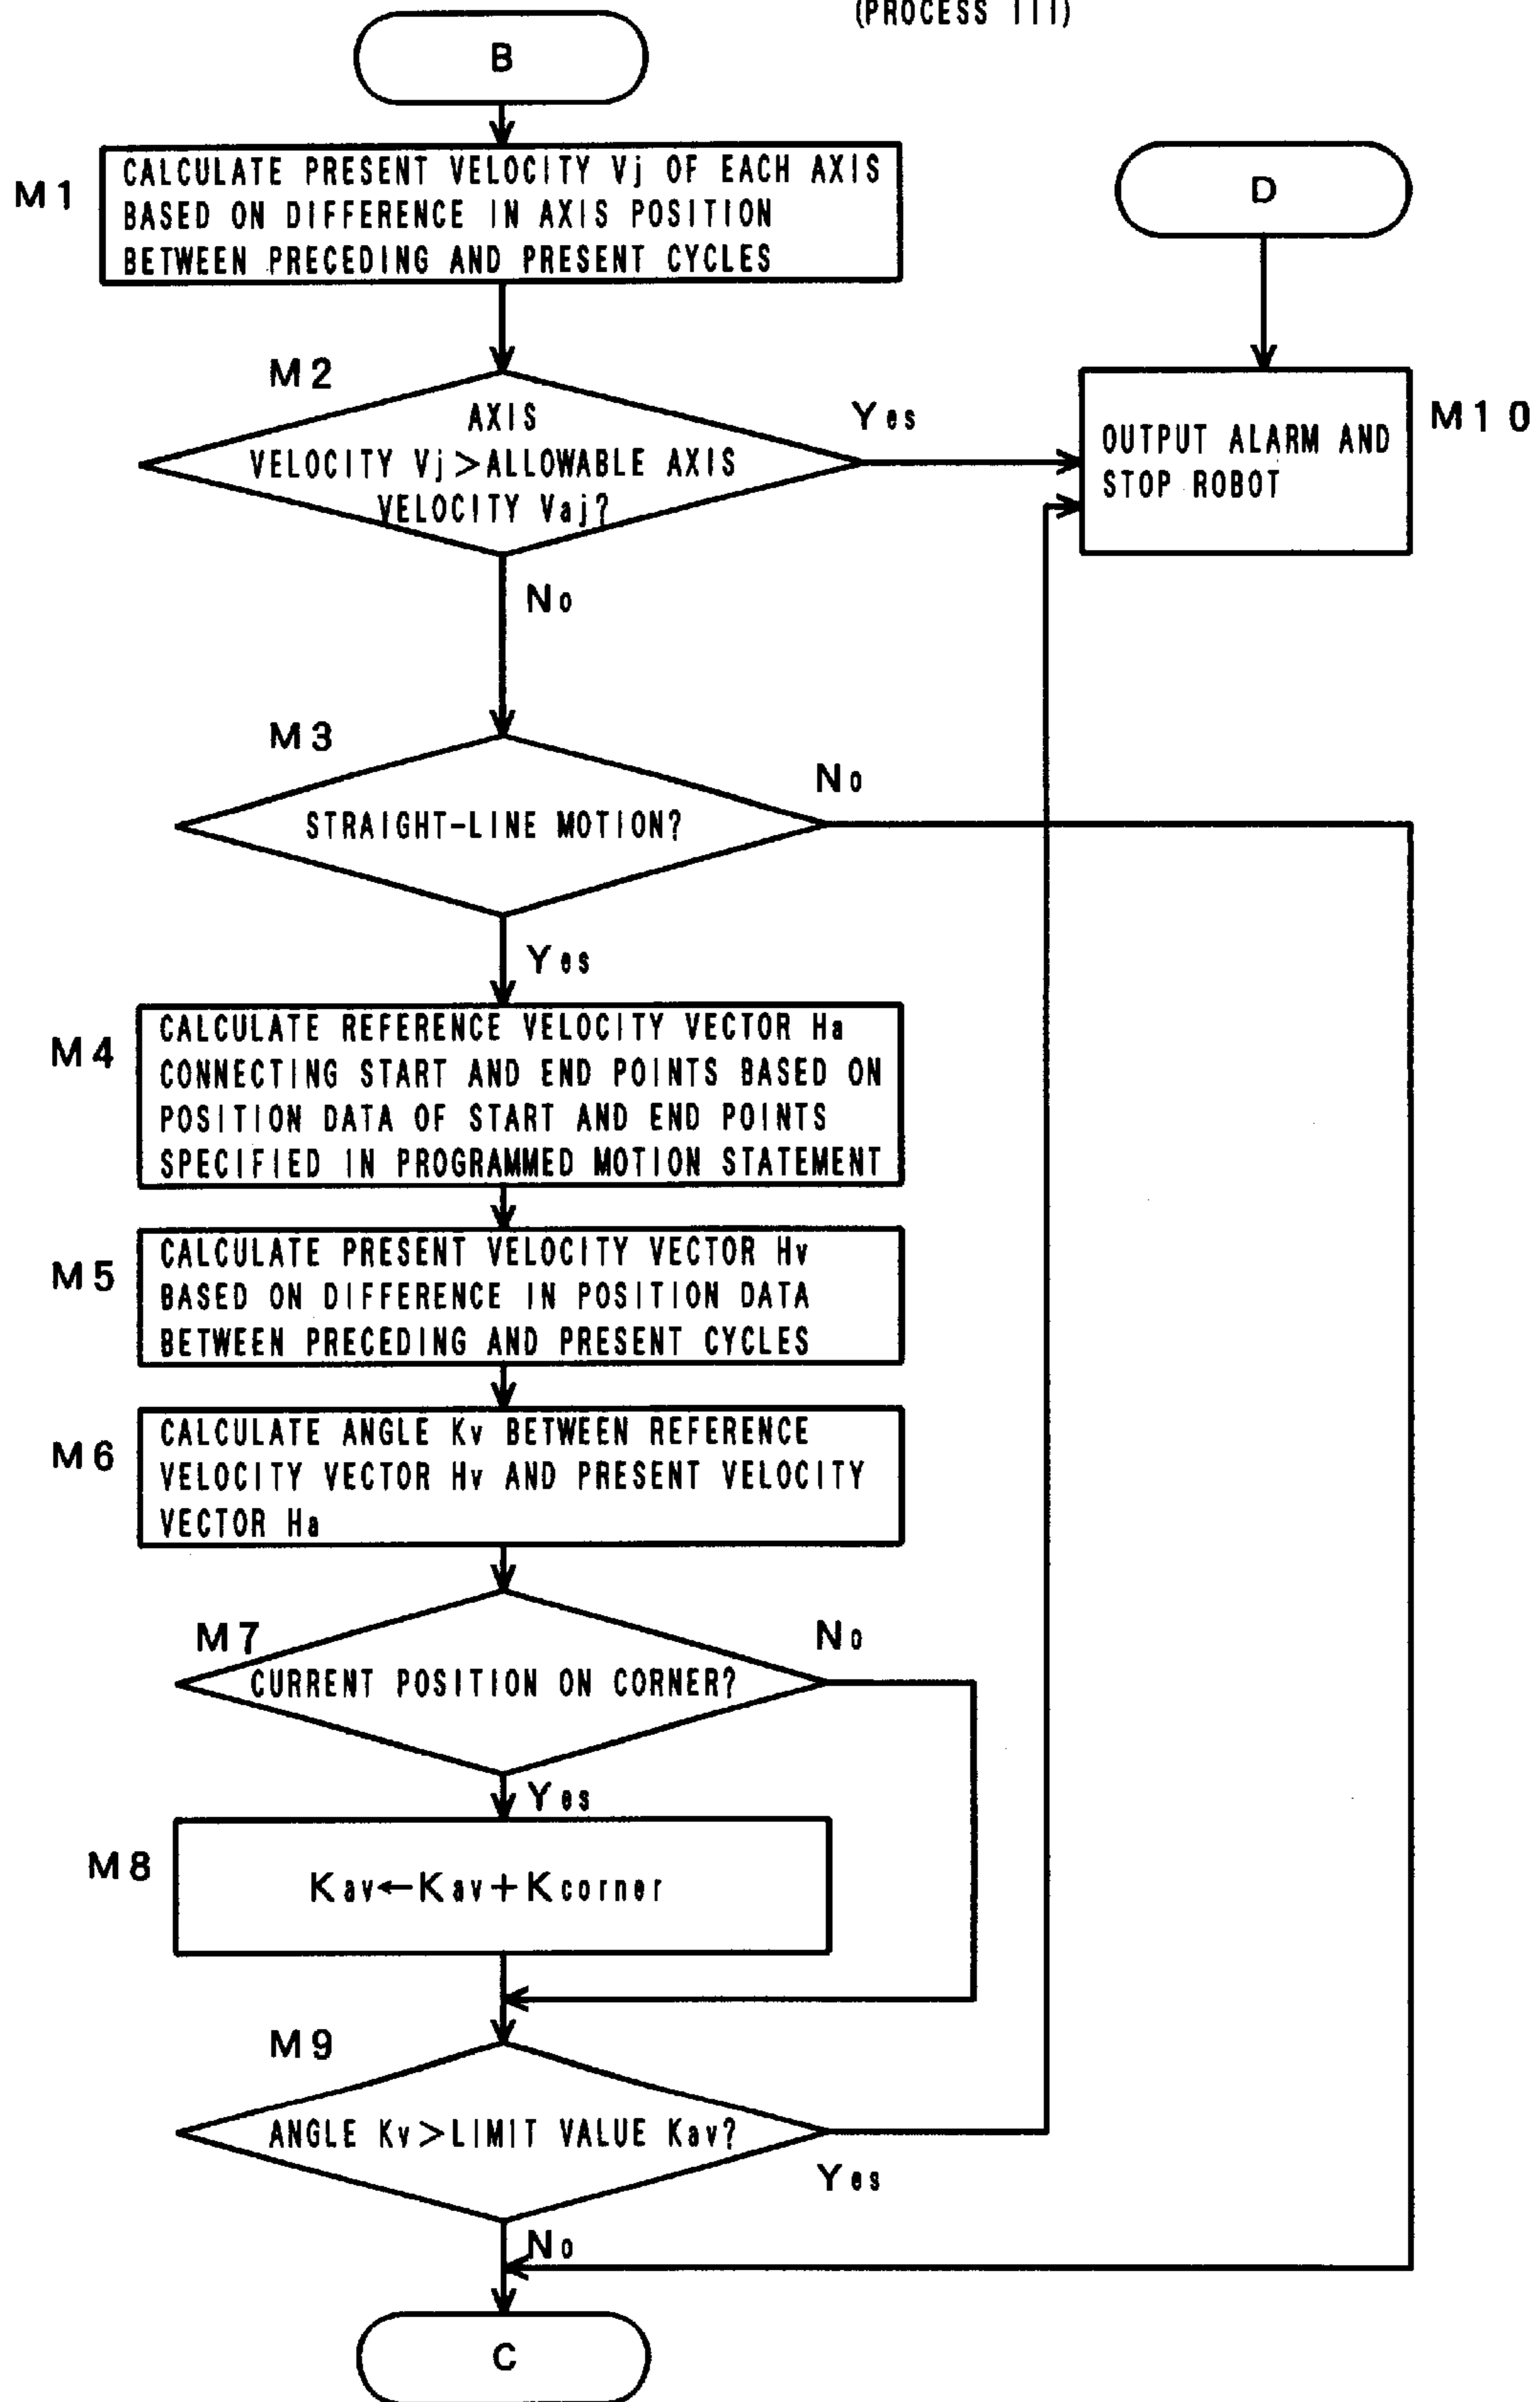 (PROCESS III)
B
M1
CALCULATE PRESENT VELOCITY Vj OF EACH AXIS
BASED ON DIFFERENCE IN AXIS POSITION
BETWEEN PRECEDING AND PRESENT CYCLES
D
M2
AXIS
VELOCITY Vj>ALLOWABLE AXIS
VELOCITY Vaj?
Yes
OUTPUT ALARM AND
STOP ROBOT
M10
No
M3
STRAIGHT-LINE MOTION?
No
Yes
M4
CALCULATE REFERENCE VELOCITY VECTOR Ha
CONNECTING START AND END POINTS BASED ON
POSITION DATA OF START AND END POINTS
SPECIFIED IN PROGRAMMED MOTION STATEMENT
M5
CALCULATE PRESENT VELOCITY VECTOR Hv
BASED ON DIFFERENCE IN POSITION DATA
BETWEEN PRECEDING AND PRESENT CYCLES
M6
CALCULATE ANGLE Kv BETWEEN REFERENCE
VELOCITY VECTOR Hv AND PRESENT VELOCITY
VECTOR Ha
M7
CURRENT POSITION ON CORNER?
No
Yes
M8
Kav←Kav+Kcorner
M9
ANGLE Kv>LIMIT VALUE Kav?
Yes
No
C